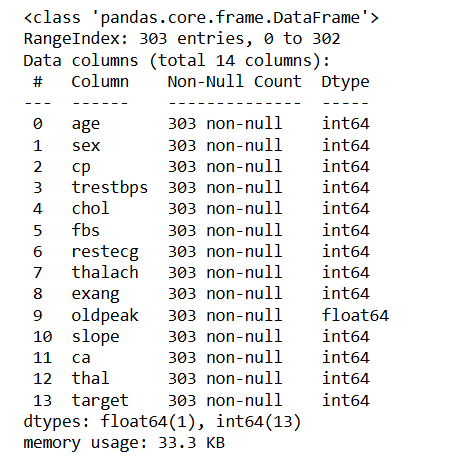 <class 'pandas.core.frame.DataFrame'>
RangeIndex: 303 entries, 0 to 302
Data columns (total 14 columns):
 #   Column    Non-Null Count  Dtype
---  ------    --------------  -----
 0   age       303 non-null    int64
 1   sex       303 non-null    int64
 2   cp        303 non-null    int64
 3   trestbps  303 non-null    int64
 4   chol      303 non-null    int64
 5   fbs       303 non-null    int64
 6   restecg   303 non-null    int64
 7   thalach   303 non-null    int64
 8   exang     303 non-null    int64
 9   oldpeak   303 non-null    float64
 10  slope     303 non-null    int64
 11  ca        303 non-null    int64
 12  thal      303 non-null    int64
 13  target    303 non-null    int64
dtypes: float64(1), int64(13)
memory usage: 33.3 KB